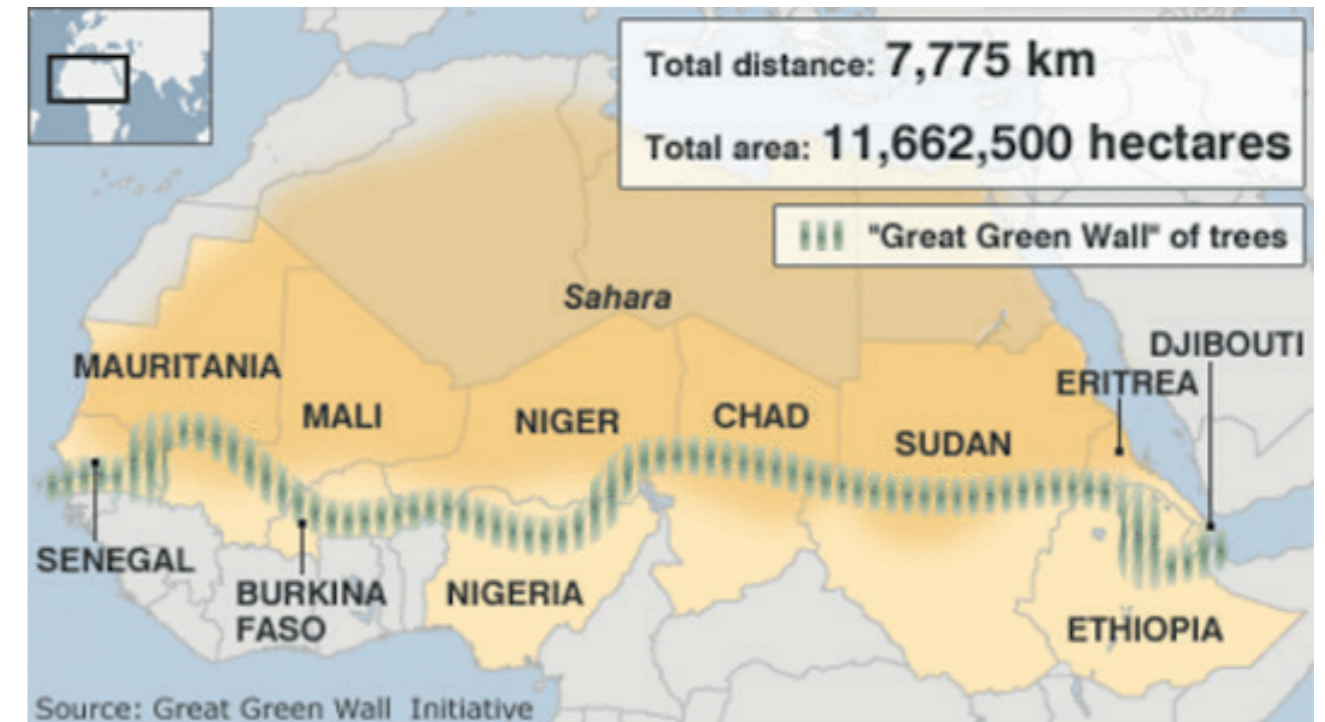 Total distance: 7,775 km
Total area: 11,662,500 hectares
"Great Green Wall" of trees
Sahara
DJIBOUTI
ERITREA
MAURITANIA
MALI
NIGER
CHAD
SUDAN
SENEGAL
BURKINA
FASO
NIGERIA
ETHIOPIA
Source: Great Green Wall Initiative